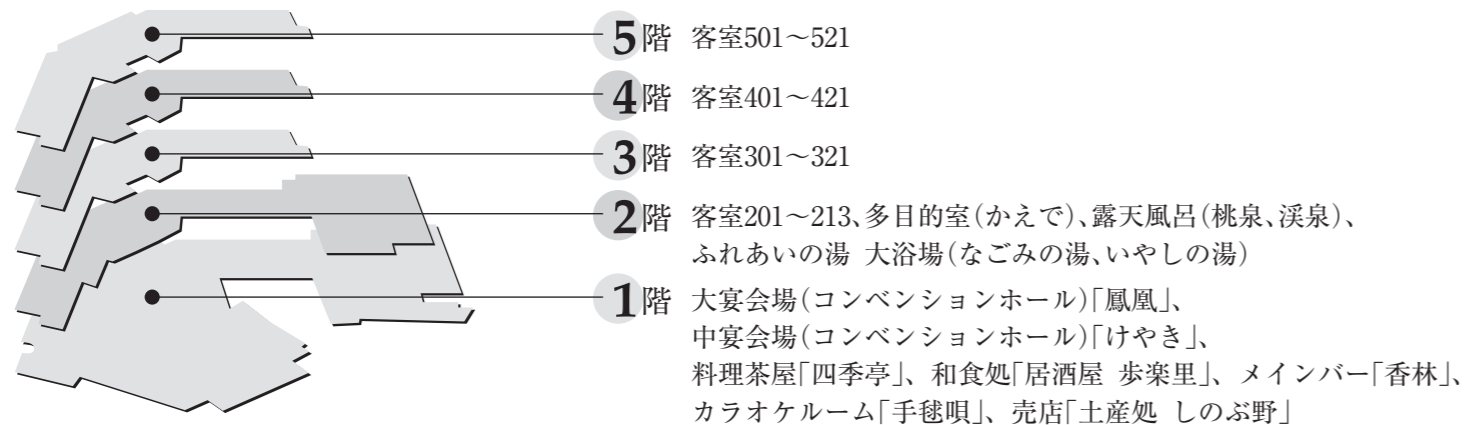 5階 客室501～521
4階 客室401～421
3階 客室301～321
2階 客室201～213、多目的室(かえで)、露天風呂(桃泉、渓泉)、
ふれあいの湯 大浴場(なごみの湯、いやしの湯)
1階 大宴会場(コンベンションホール)「鳳凰」、
中宴会場(コンベンションホール)「けやき」、
料理茶屋「四季亭」、和食処「居酒屋 歩楽里」、メインバー「香林」、
カラオケルーム「手毬唄」、売店「土産処 しのぶ野」